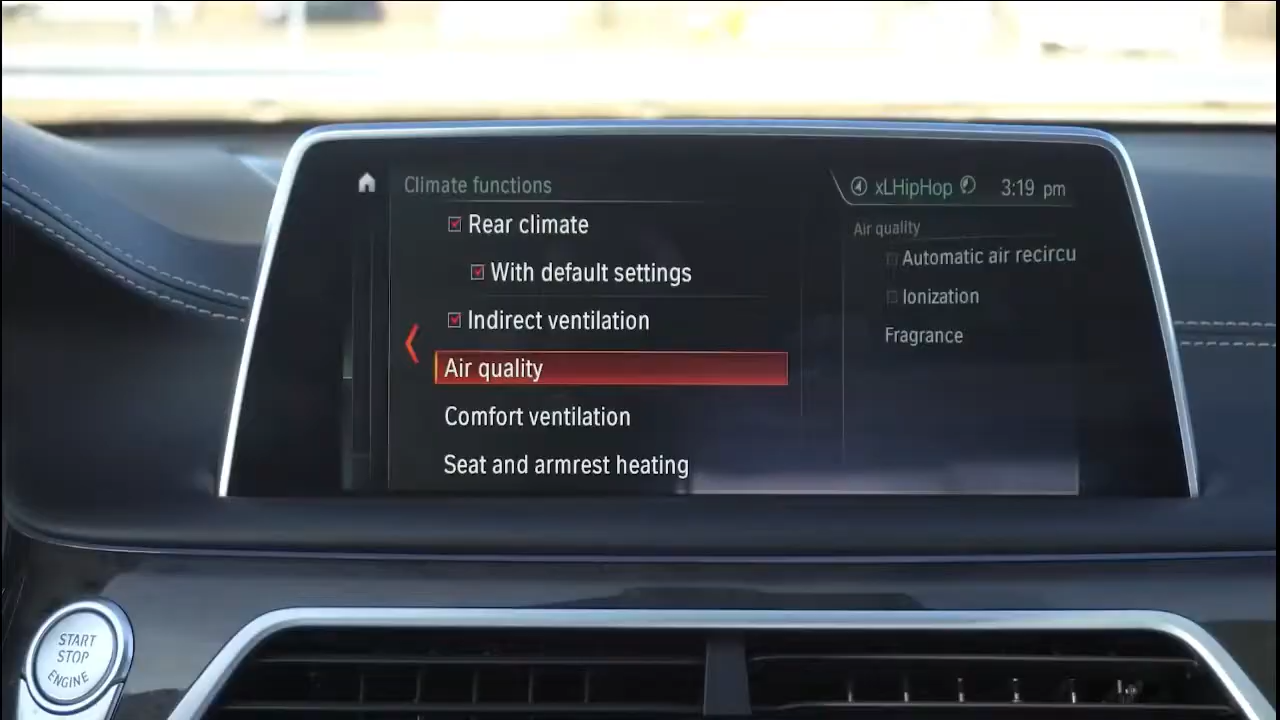 Climate functions
xLHipHop
3:19 pm
Rear climate
With default settings
Indirect ventilation
Air quality
Comfort ventilation
Seat and armrest heating
Air quality
Automatic air recircu
Ionization
Fragrance
START
STOP
ENGINE